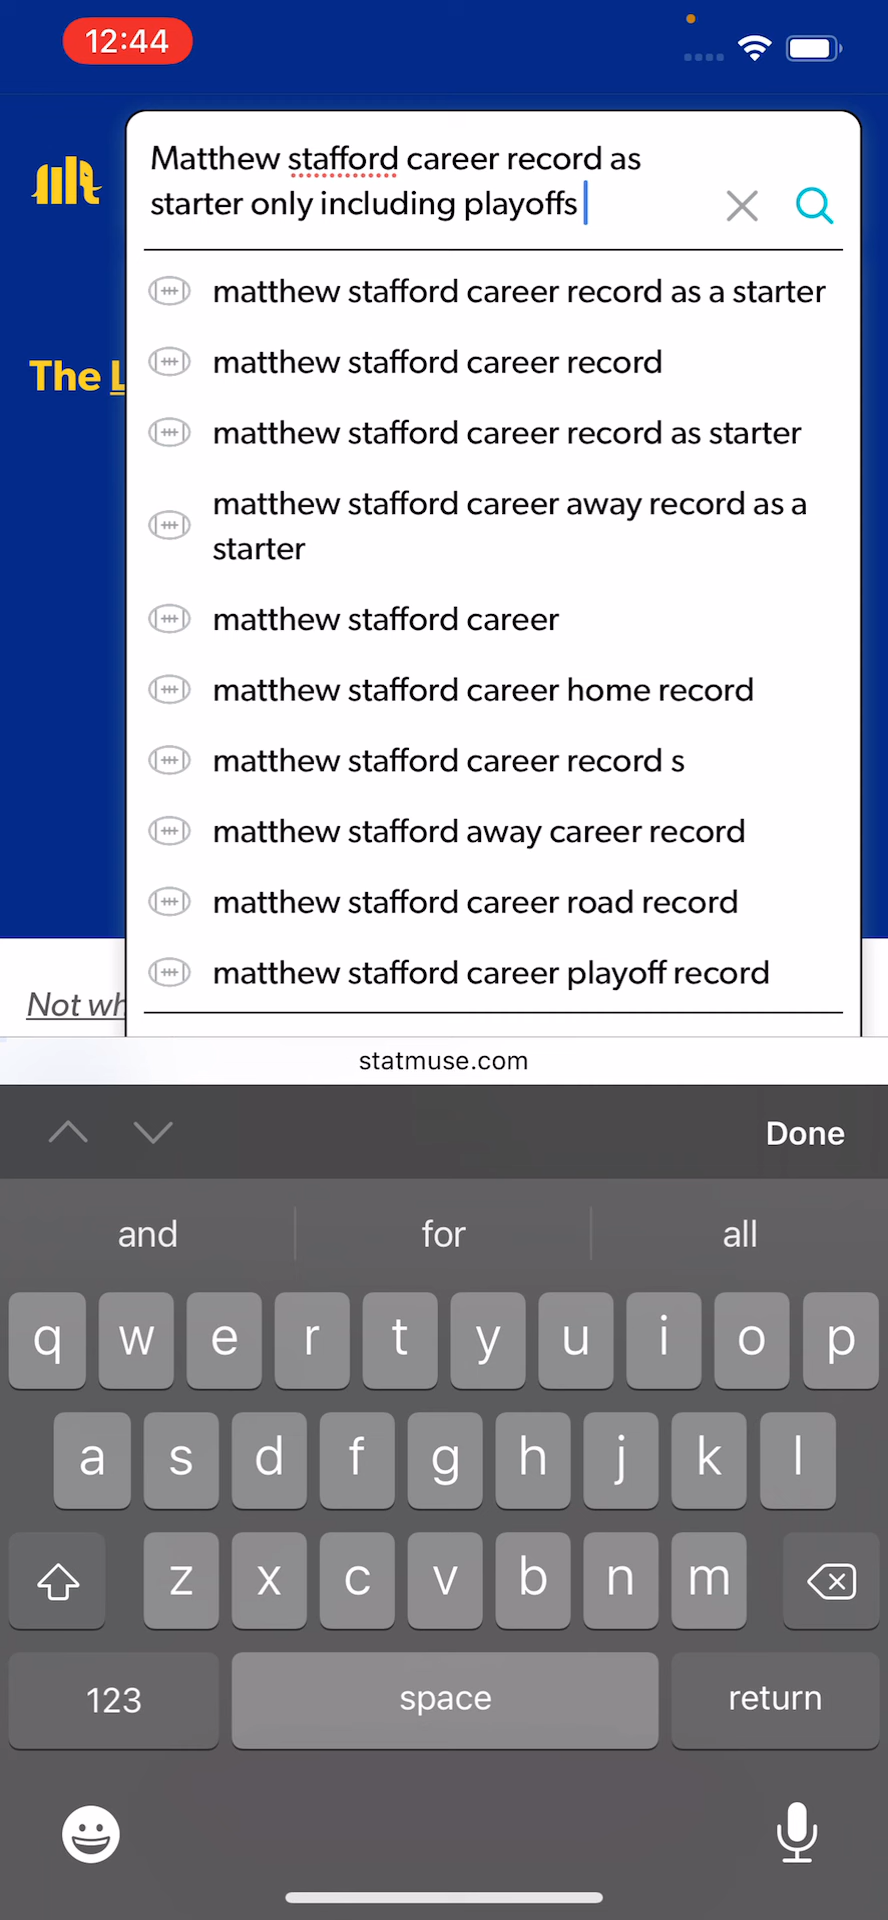 12:44
Matthew stafford career record as
starter only including playoffs
matthew stafford career record as a starter
The L
matthew stafford career record
matthew stafford career record as starter
matthew stafford career away record as a
starter
matthew stafford career
matthew stafford career home record
matthew stafford career record s
matthew stafford away career record
matthew stafford career road record
matthew stafford career playoff record
Not wh
statmuse.com
Done
and for all
q w e r t y u i o p
a s d f g h j k l
z x c v b n m
123 space return